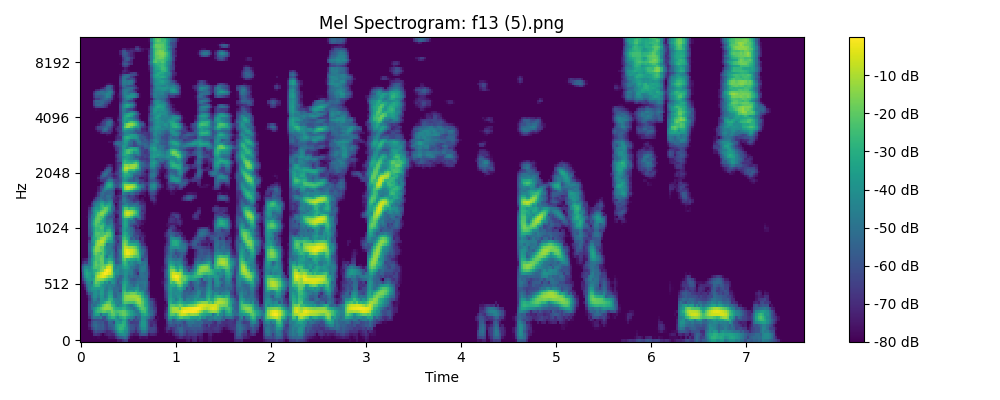 Mel Spectrogram: f13 (5).png
8192
4096
2048
1024
512
0
Hz
0 1 2 3 4 5 6 7
Time
-10 dB
-20 dB
-30 dB
-40 dB
-50 dB
-60 dB
-70 dB
-80 dB